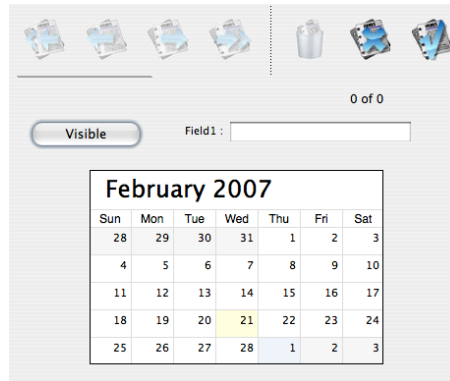 0 of 0
Visible Field1 :
February 2007
Sun Mon Tue Wed Thu Fri Sat
28 29 30 31 1 2 3
4 5 6 7 8 9 10
11 12 13 14 15 16 17
18 19 20 21 22 23 24
25 26 27 28 1 2 3